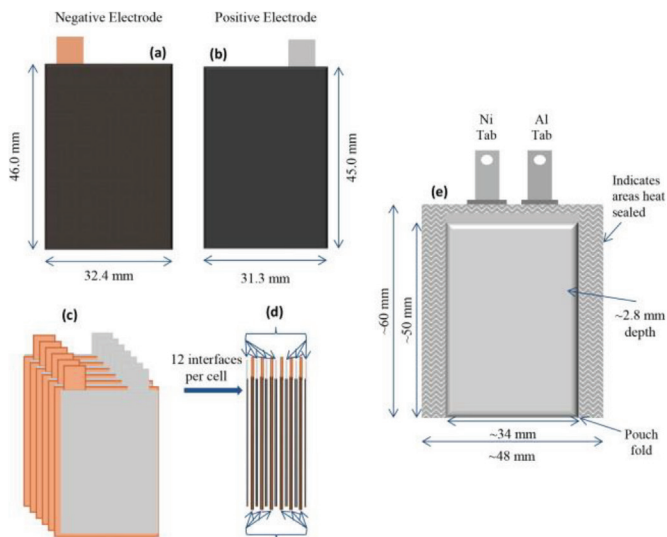 Negative Electrode
Positive Electrode
(a)
(b)
46.0 mm
45.0 mm
32.4 mm
31.3 mm
(c)
12 interfaces
per cell
(d)
(e)
Ni
Tab
Al
Tab
Indicates
areas heat
sealed
~60 mm
~50 mm
~2.8 mm
depth
~34 mm
~48 mm
Pouch
fold